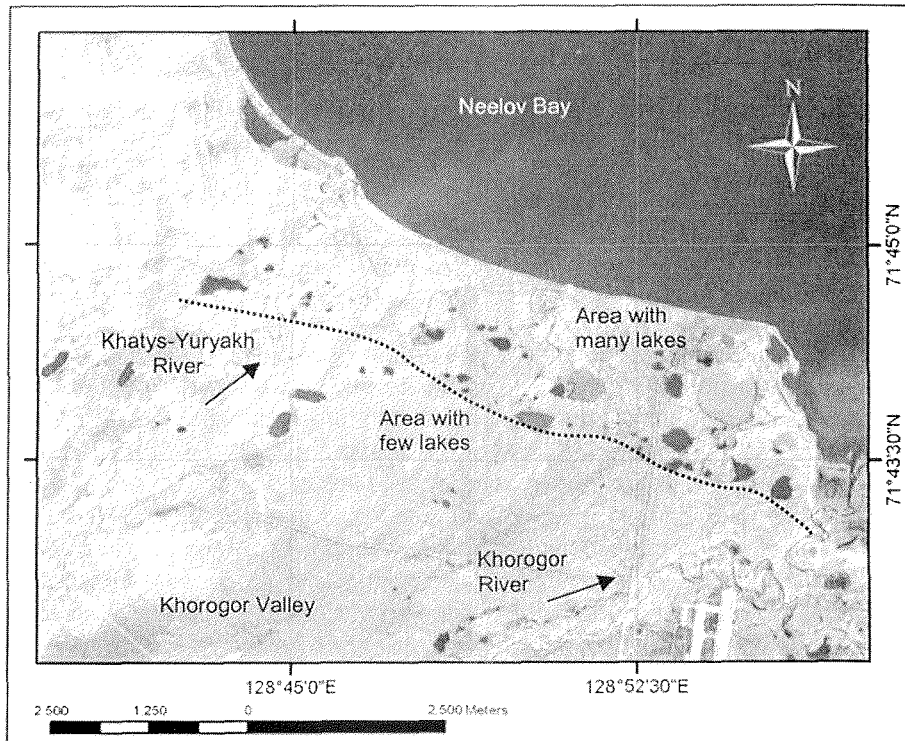 Neelov Bay
N
71°45'0"N
Area with
many lakes
Khatys-Yuryakh
River
Area with
few lakes
71°43'30"N
Khorogor
River
Khorogor Valley
128°45'0"E
128°52'30"E
2 500
1 250
0
2 500 Meters